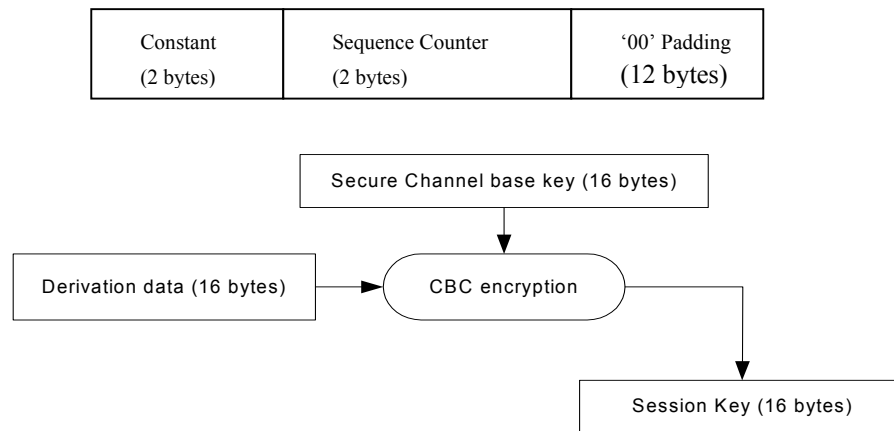 Constant
(2 bytes)
Sequence Counter
(2 bytes)
‘00’ Padding
(12 bytes)
Secure Channel base key (16 bytes)
Derivation data (16 bytes)
CBC encryption
Session Key (16 bytes)